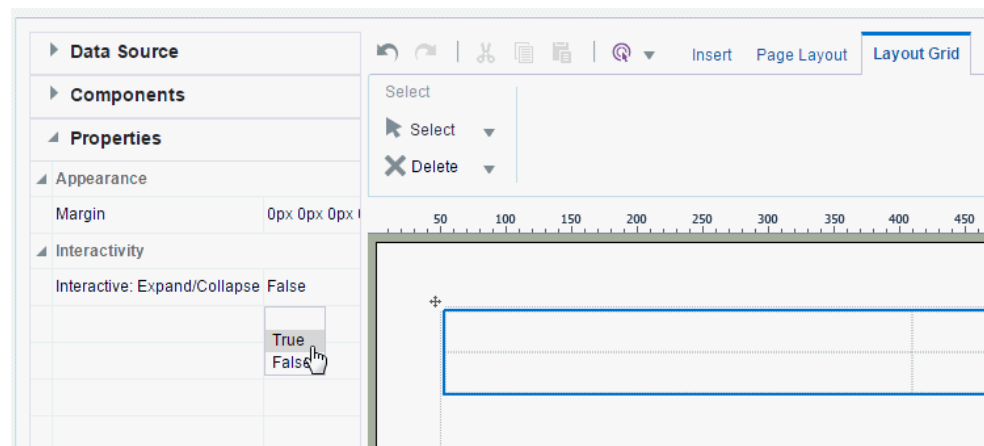 Data Source
Components
Properties
Appearance
Margin 0px 0px 0px
Interactivity
Interactive: Expand/Collapse False
True
False
Insert Page Layout Layout Grid
Select
Select
Delete
50 100 150 200 250 300 350 400 450